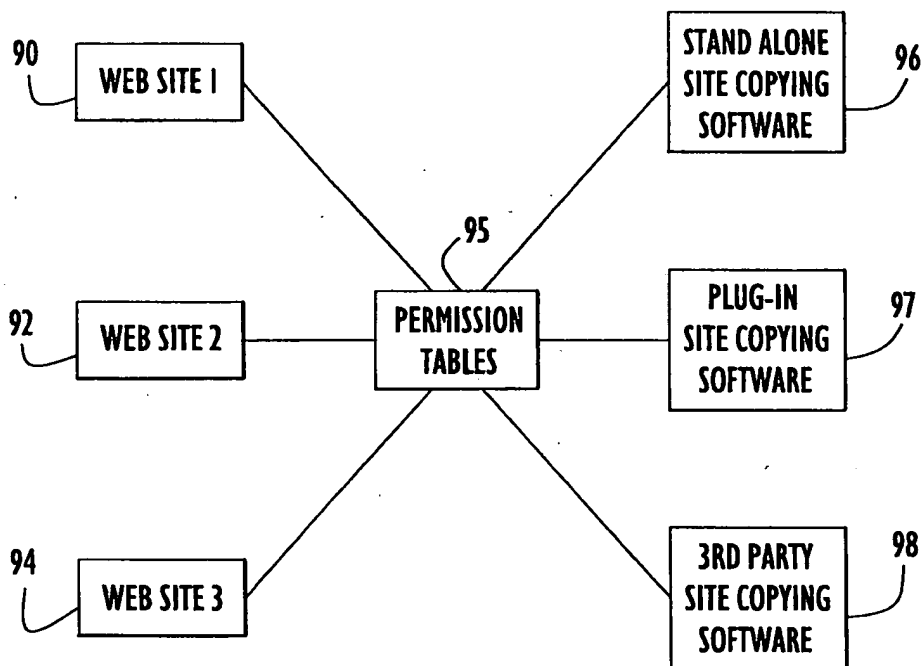 90
WEB SITE 1
STAND ALONE
SITE COPYING
SOFTWARE
96
95
92
WEB SITE 2
PERMISSION
TABLES
PLUG-IN
SITE COPYING
SOFTWARE
97
94
WEB SITE 3
3RD PARTY
SITE COPYING
SOFTWARE
98